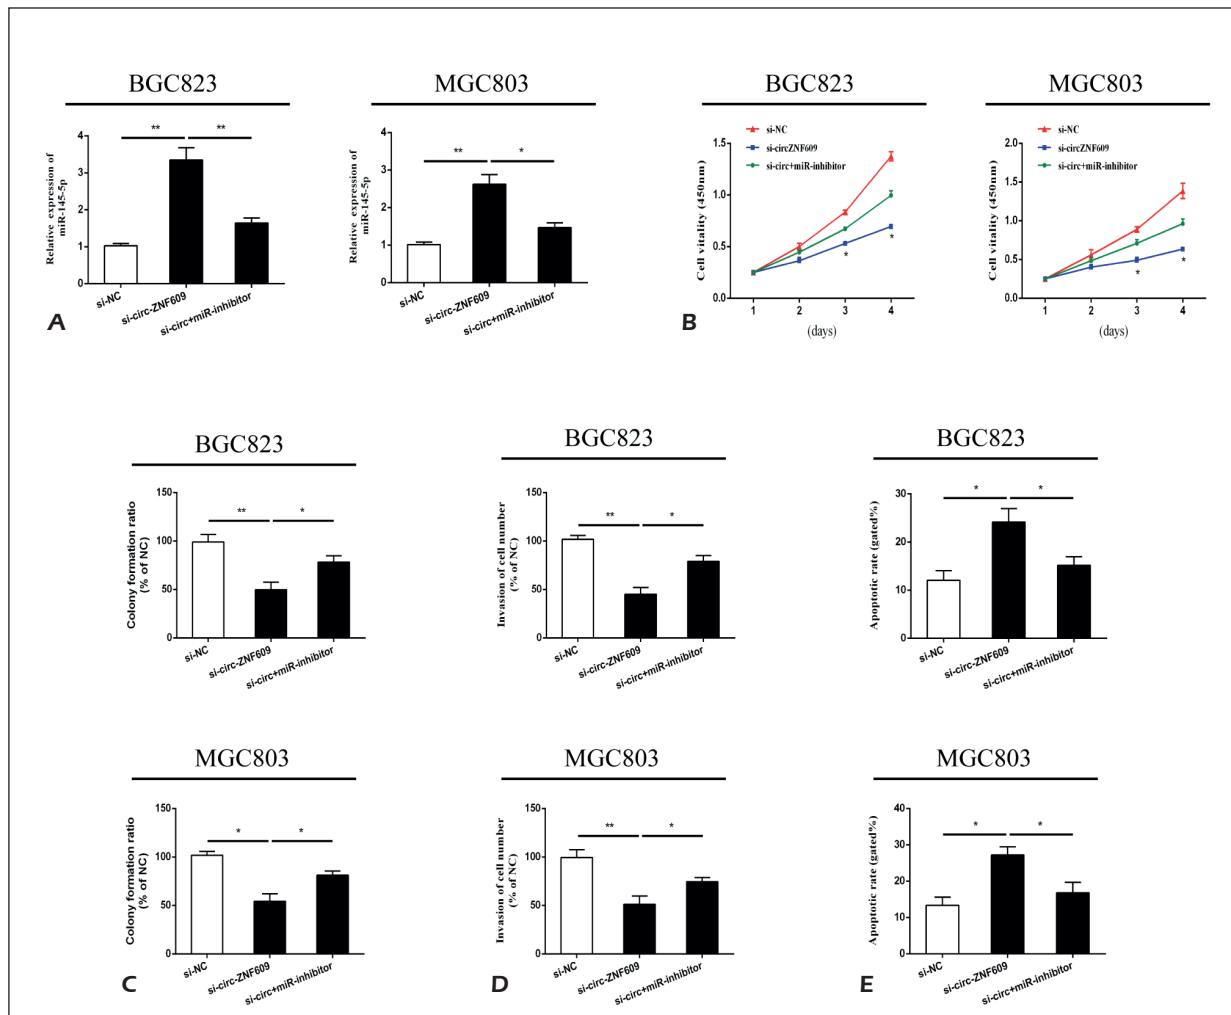 BGC823
Relative expression of
miR-145-5p
4
3
2
1
0
**
**
si-NC
si-circ-ZNF609
si-circ+miR-inhibitor
A
MGC803
Relative expression of
miR-145-5p
4
3
2
1
0
**
*
si-NC
si-circ-ZNF609
si-circ+miR-inhibitor
BGC823
si-NC
si-circZNF609
si-circ+miR-inhibitor
Cell vitality (450nm)
1.5
1.0
0.5
0.0
*
*
1 2 3 4
(days)
B
MGC803
si-NC
si-circZNF609
si-circ+miR-inhibitor
Cell vitality (450nm)
2.0
1.5
1.0
0.5
0.0
*
*
1 2 3 4
(days)
BGC823
Colony formation ratio
(% of NC)
150
100
50
0
**
*
si-NC
si-circ-ZNF609
si-circ+miR-inhibitor
BGC823
Invasion of cell number
(% of NC)
150
100
50
0
**
*
si-NC
si-circ-ZNF609
si-circ+miR-inhibitor
BGC823
Apoptotic rate (gated%)
30
20
10
0
*
*
si-NC
si-circ-ZNF609
si-circ+miR-inhibitor
MGC803
Colony formation ratio
(% of NC)
150
100
50
0
*
*
si-NC
si-circ-ZNF609
si-circ+miR-inhibitor
C
MGC803
Invasion of cell number
(% of NC)
150
100
50
0
**
*
si-NC
si-circ-ZNF609
si-circ+miR-inhibitor
D
MGC803
Apoptotic rate (gated%)
40
30
20
10
0
*
*
si-NC
si-circ-ZNF609
si-circ+miR-inhibitor
E